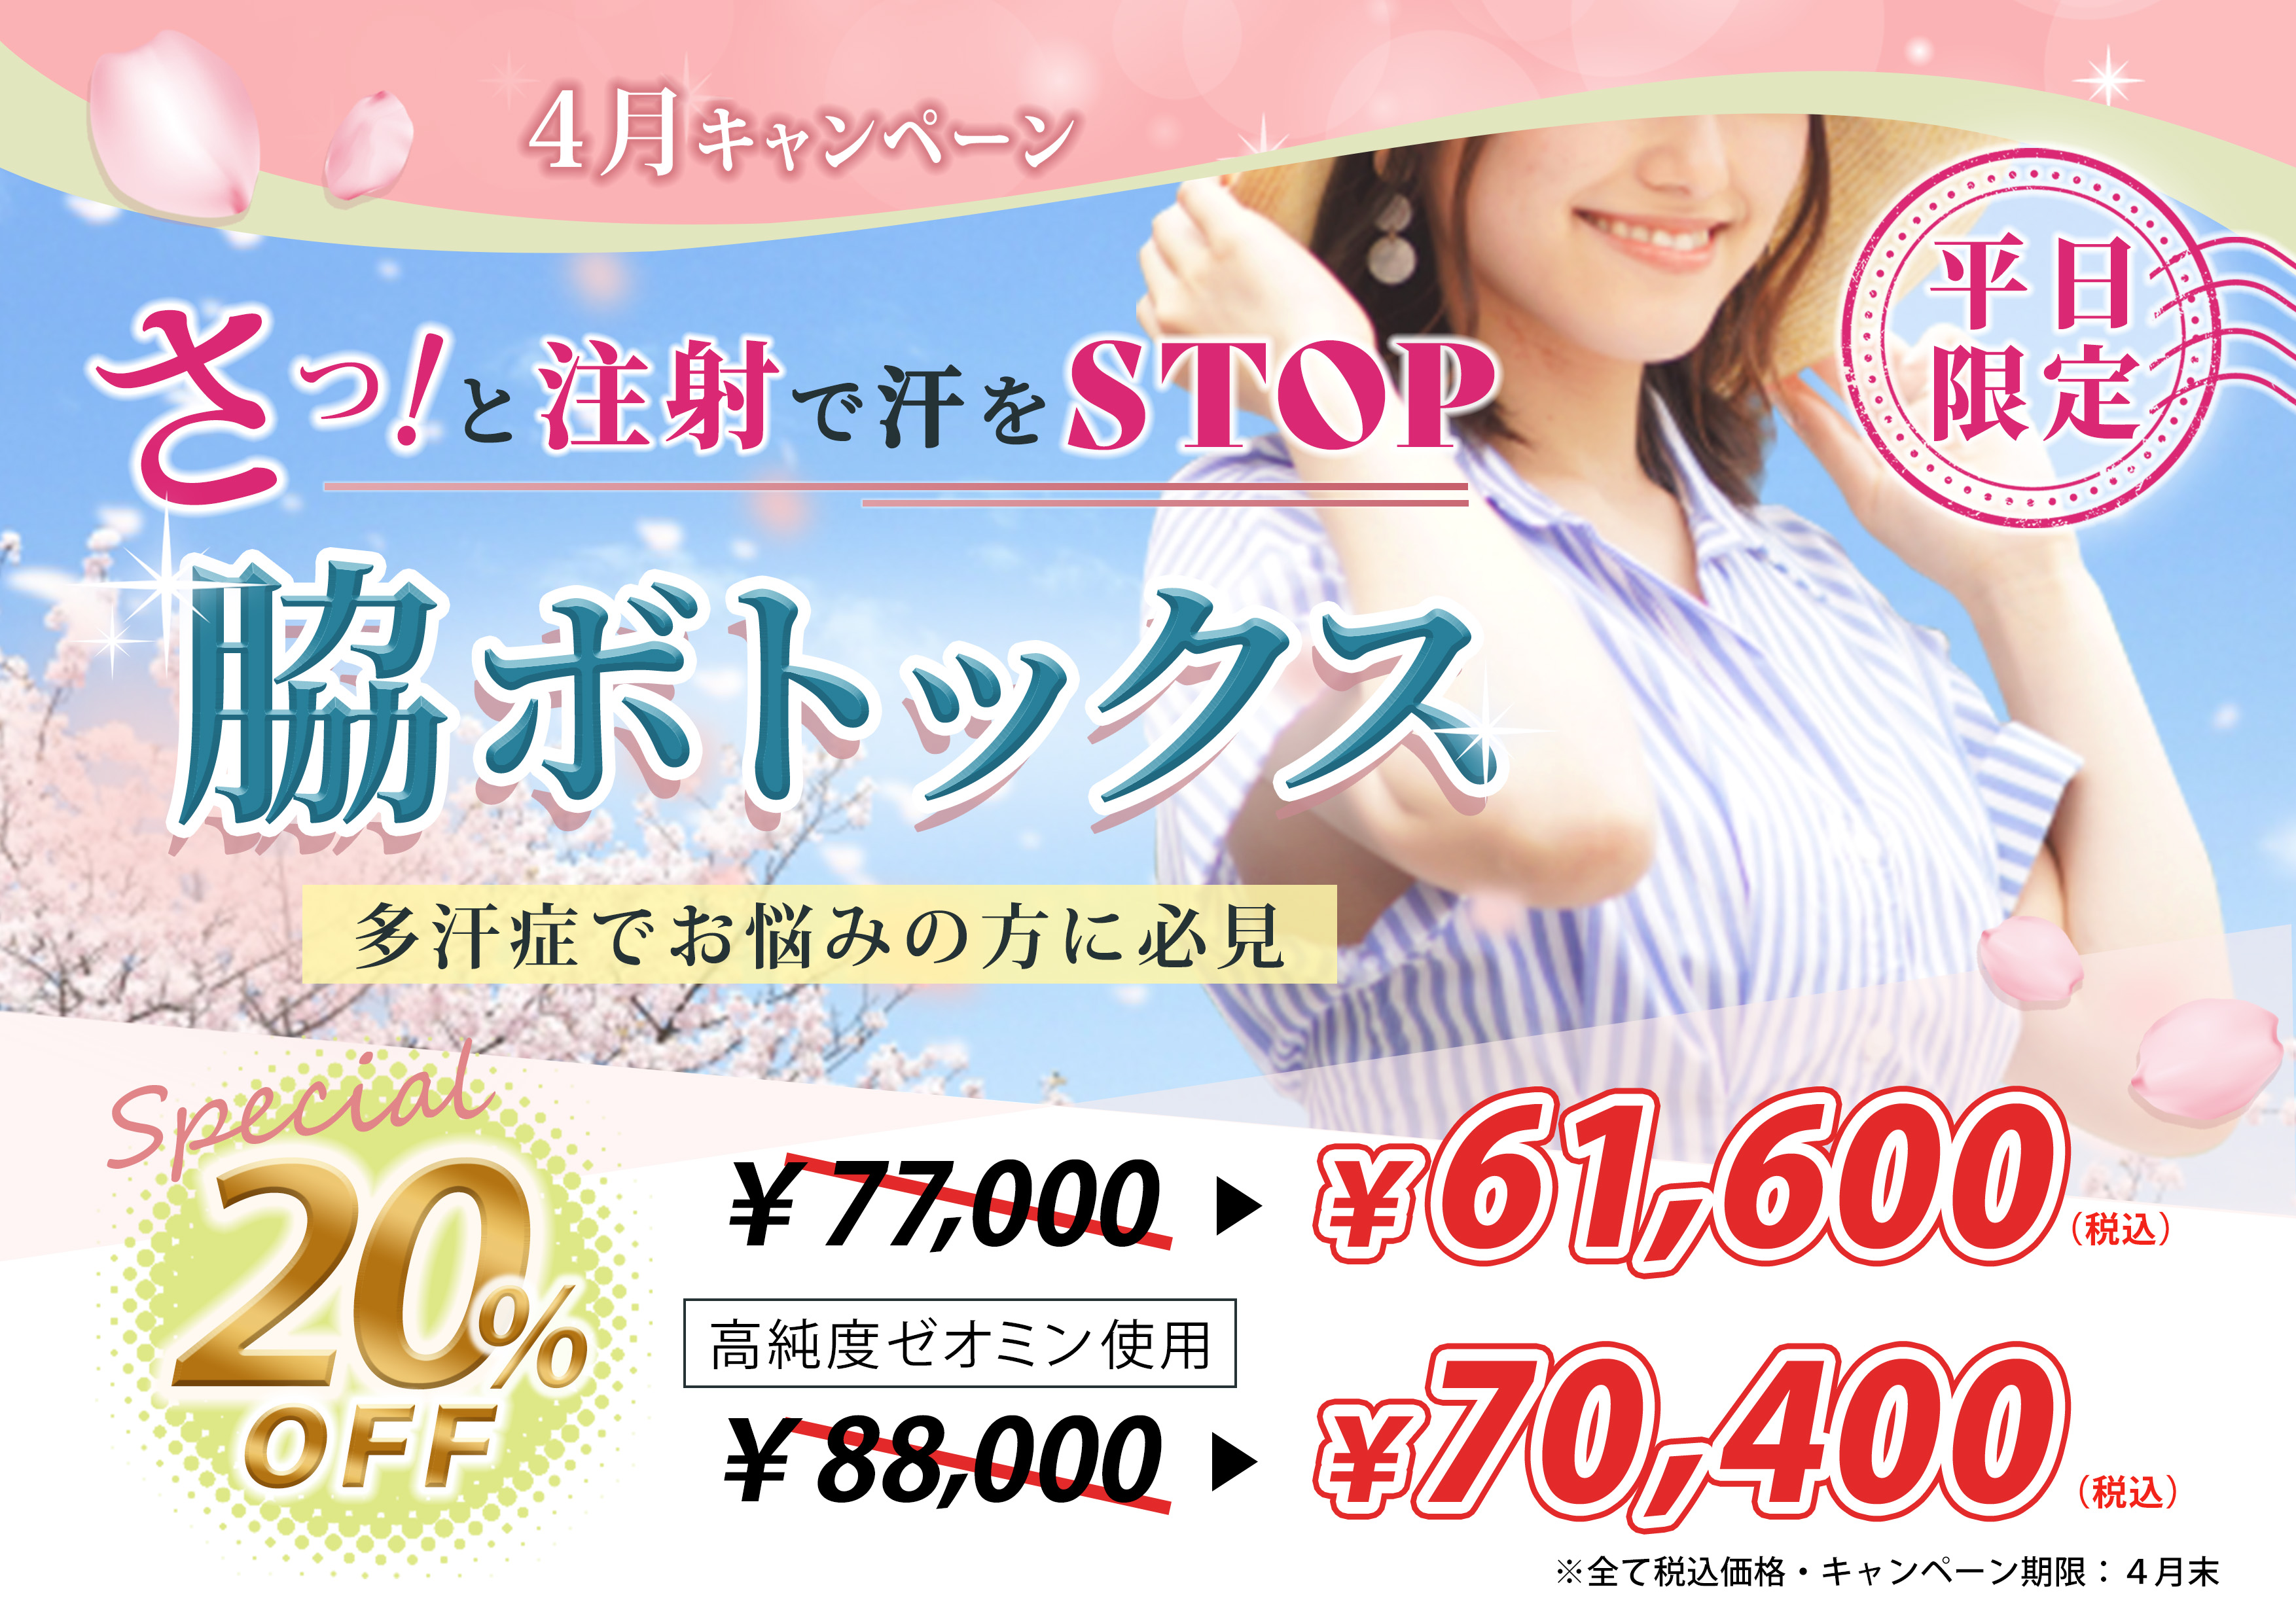 4月キャンペーン
平日
限定
さっ!と注射で汗をSTOP
脇ボトックス
多汗症でお悩みの方に必見
Special
20%
OFF
¥77,000▶¥61,600(税込)
高純度ゼオミン使用
¥88,000▶¥70,400(税込)
※全て税込価格・キャンペーン期限：4月末